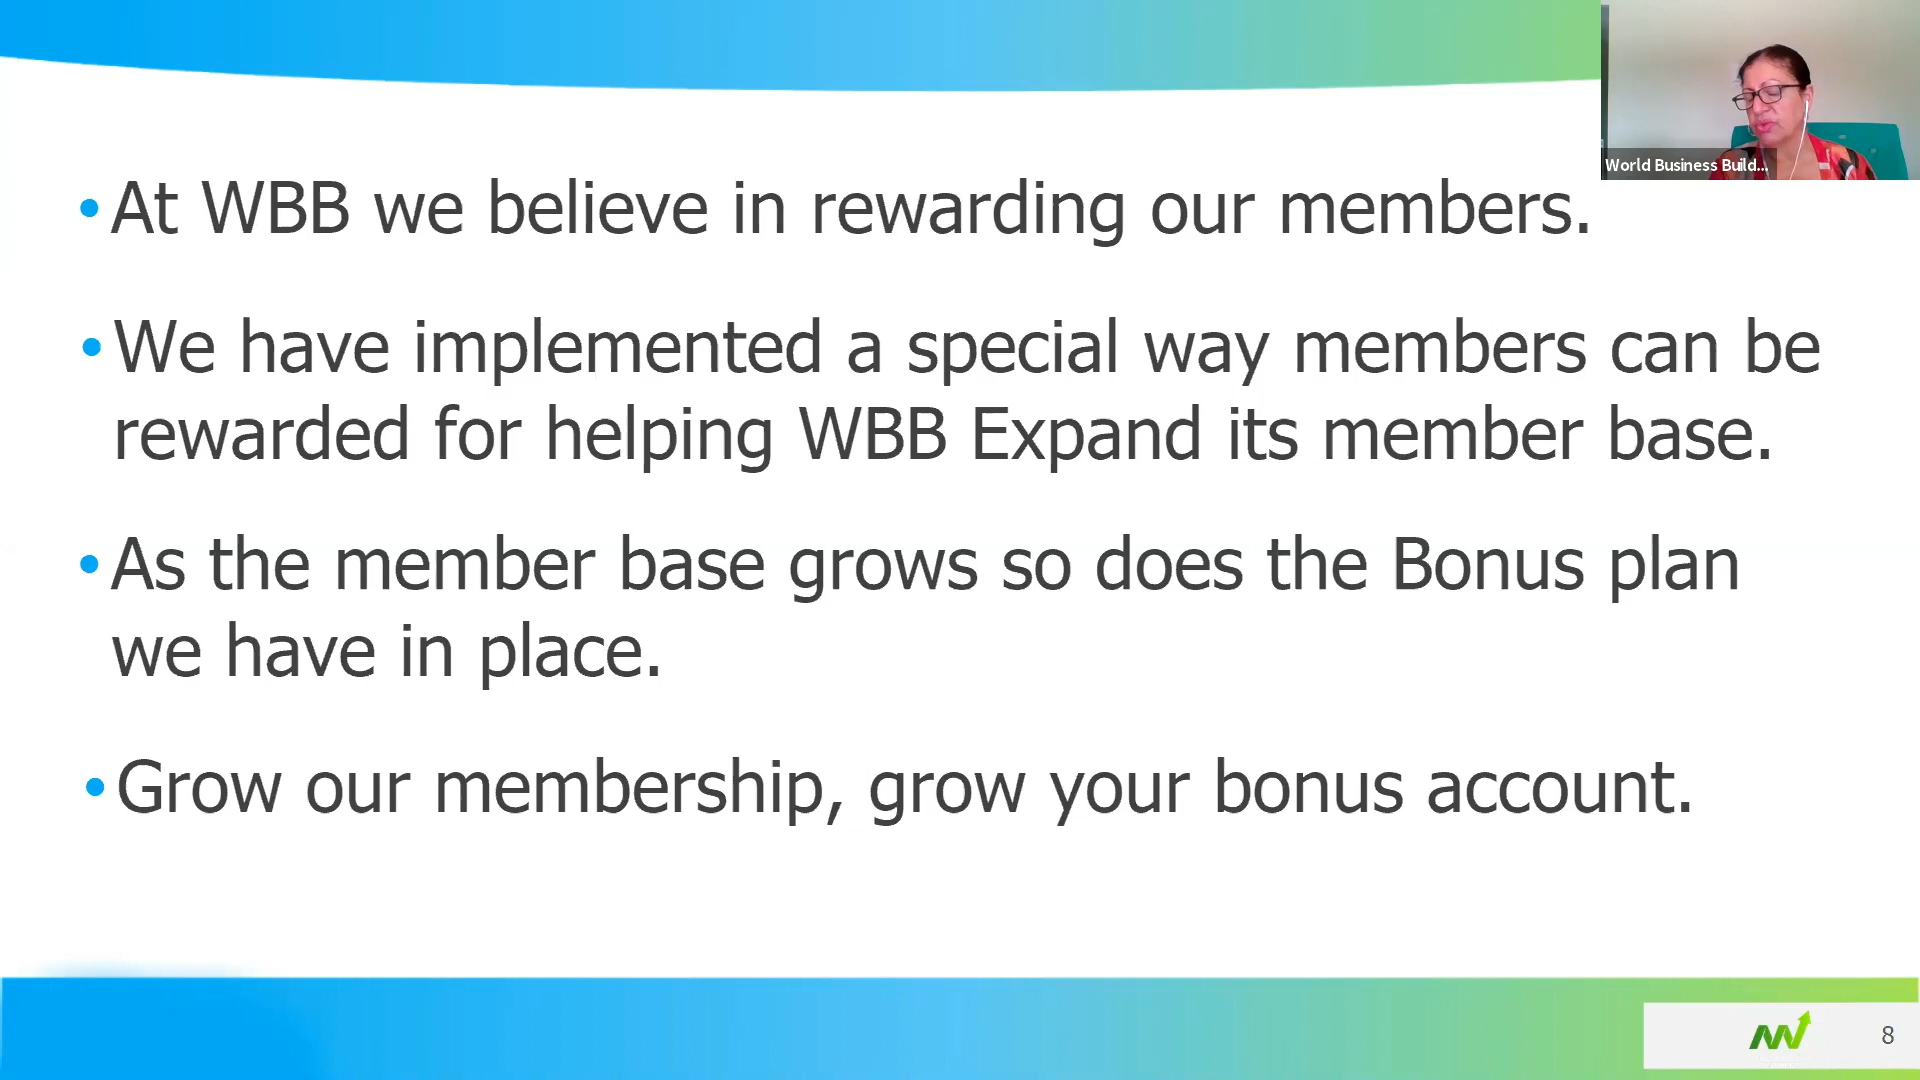 World Business Build...
• At WBB we believe in rewarding our members.
• We have implemented a special way members can be
rewarded for helping WBB Expand its member base.
• As the member base grows so does the Bonus plan
we have in place.
• Grow our membership, grow your bonus account.
8